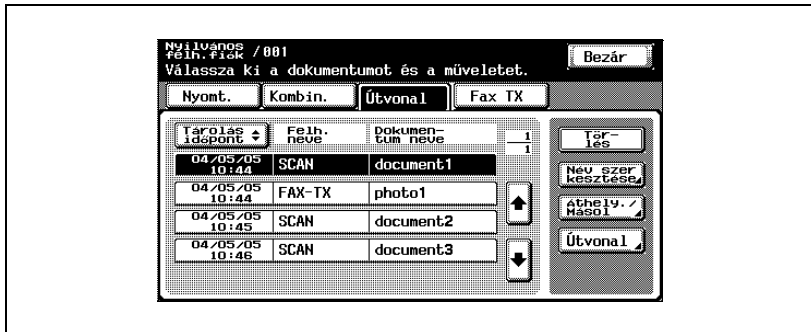 Nyilvános
felh.fiók /001
Válassza ki a dokumentumot és a műveletet.
Bezár
Nyomt. Kombin. Útvonal Fax TX
Tárolás
időpont
Felh.
neve
Dokumen-
tum neve
1
1
04/05/05
10:44
SCAN document1
04/05/05
10:44
FAX-TX photo1
04/05/05
10:45
SCAN document2
04/05/05
10:46
SCAN document3
Tör-
lés
Név szer
kesztése
Áthely./
Másol
Útvonal